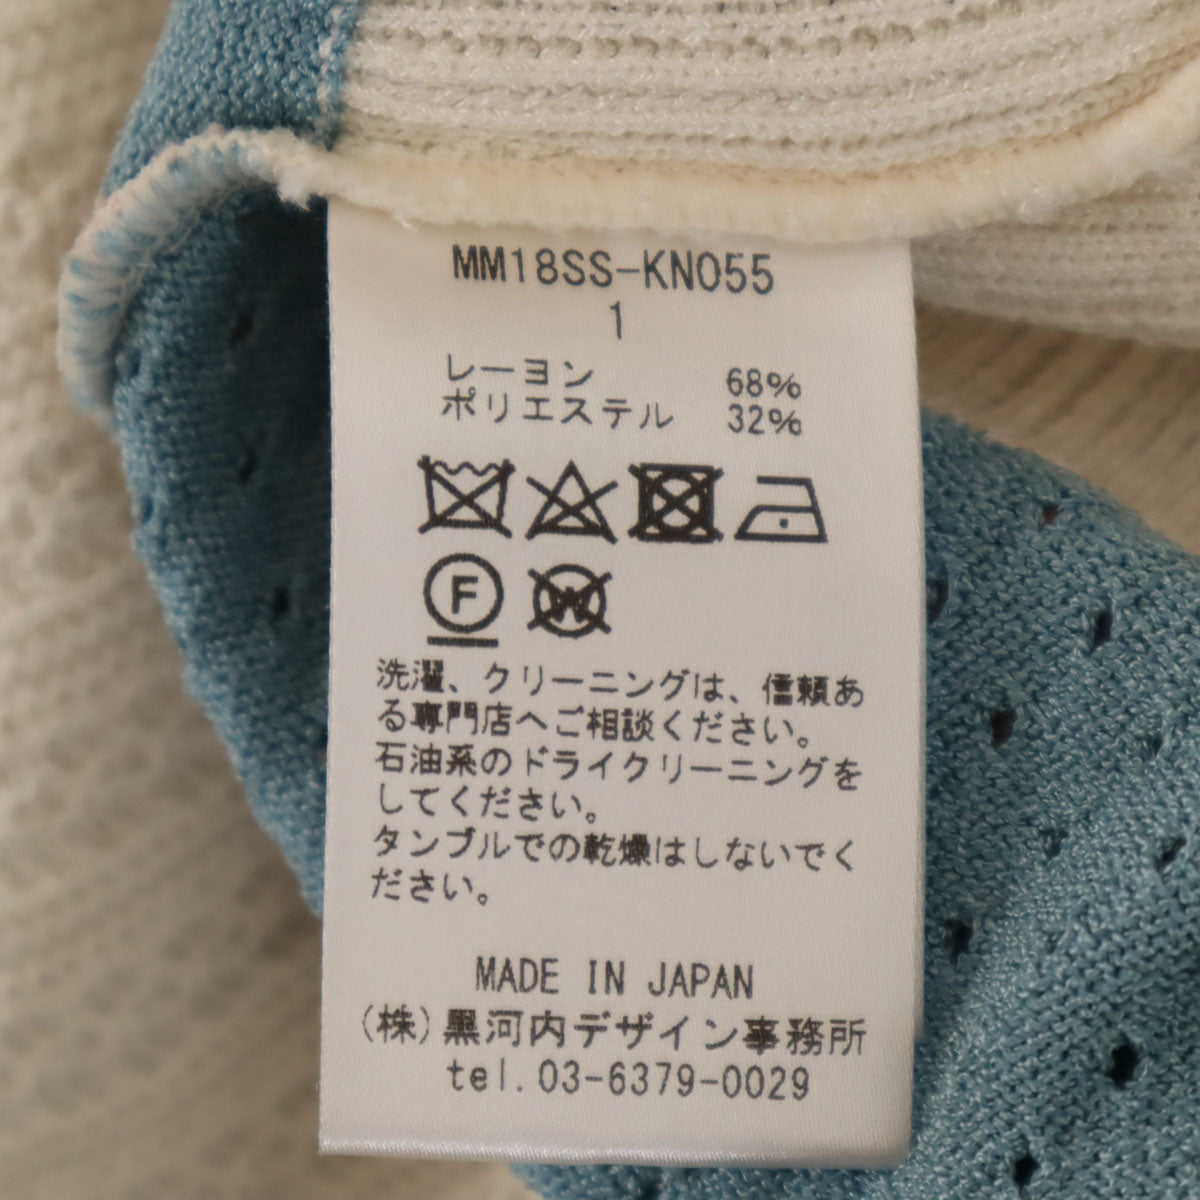 MM18SS-KN055
1
レーヨン 68%
ポリエステル 32%
F
W
洗濯、クリーニングは、信頼あ
る専門店へご相談ください。
石油系のドライクリーニングを
してください。
タンブルでの乾燥はしないでく
ださい。
MADE IN JAPAN
(株)黒河内デザイン事務所
tel.03-6379-0029